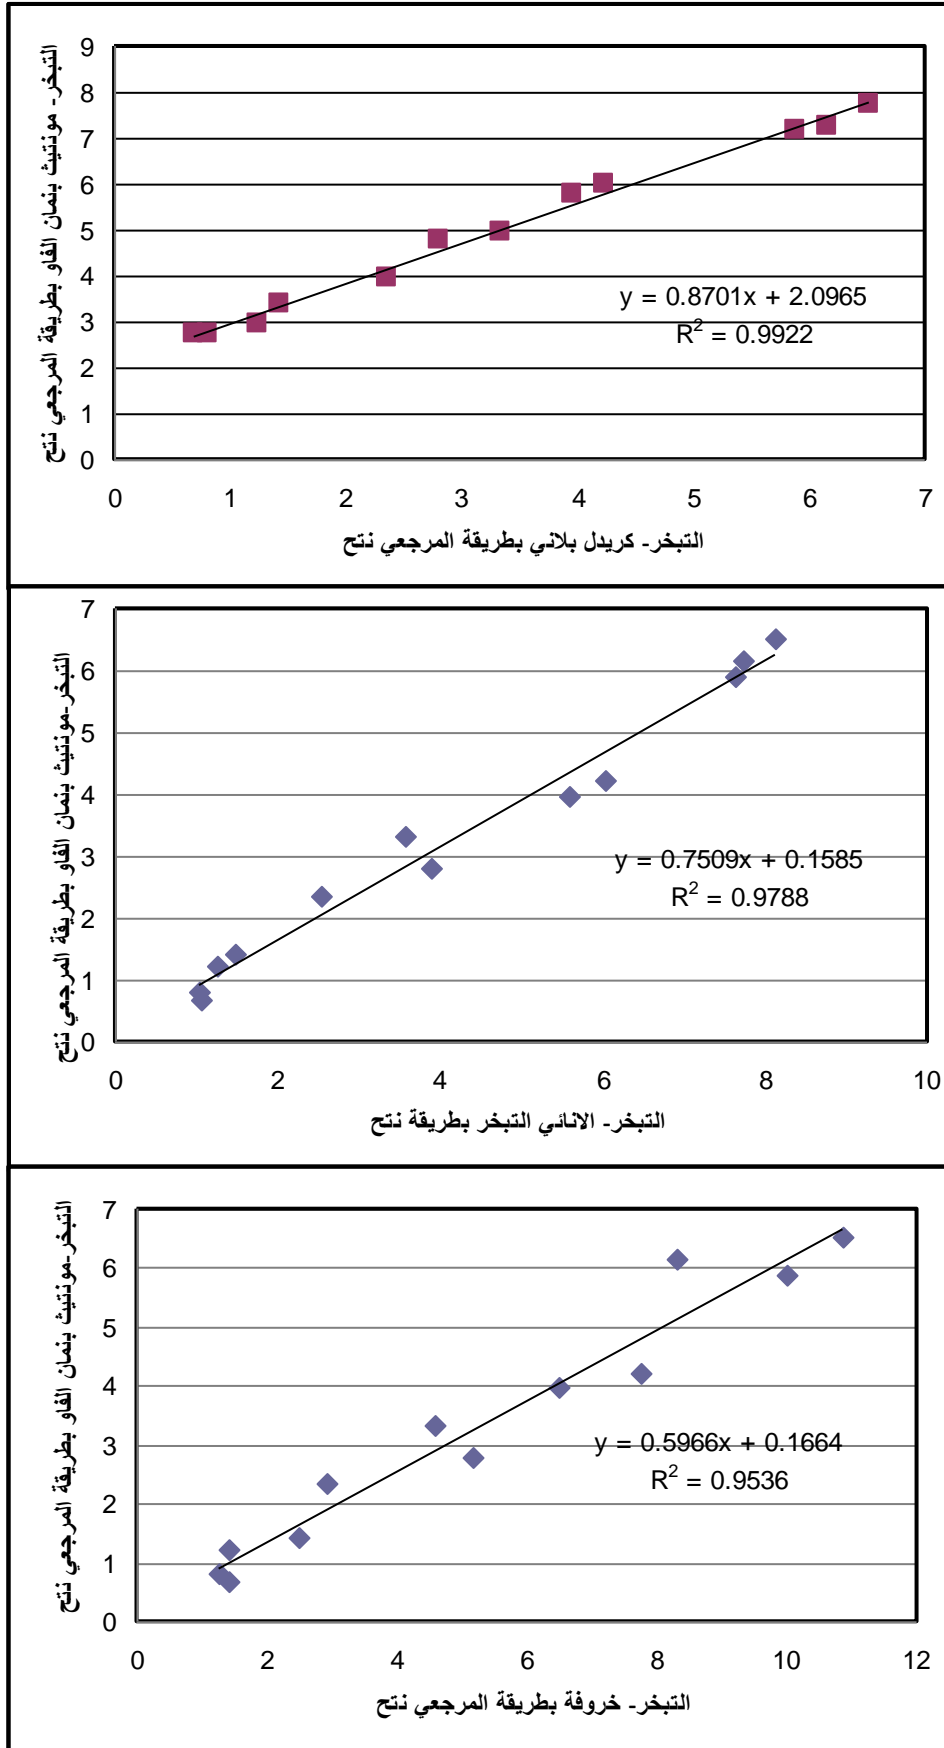 التبخر- مونتيث بنمان الفاو بطريقة المرجعي نتح
9
8
7
6
5
4
3
2
1
0
y = 0.8701x + 2.0965
R² = 0.9922
0 1 2 3 4 5 6 7
التبخر- كريدل بلاني بطريقة المرجعي نتح
التبخر-مونتيث بنمان الفاو بطريقة المرجعي نتح
7
6
5
4
3
2
1
0
y = 0.7509x + 0.1585
R² = 0.9788
0 2 4 6 8 10
التبخر- الانائي التبخر بطريقة نتح
التبخر-مونتيث بنمان الفاو بطريقة المرجعي نتح
7
6
5
4
3
2
1
0
y = 0.5966x + 0.1664
R² = 0.9536
0 2 4 6 8 10 12
التبخر- خروفة بطريقة المرجعي نتح